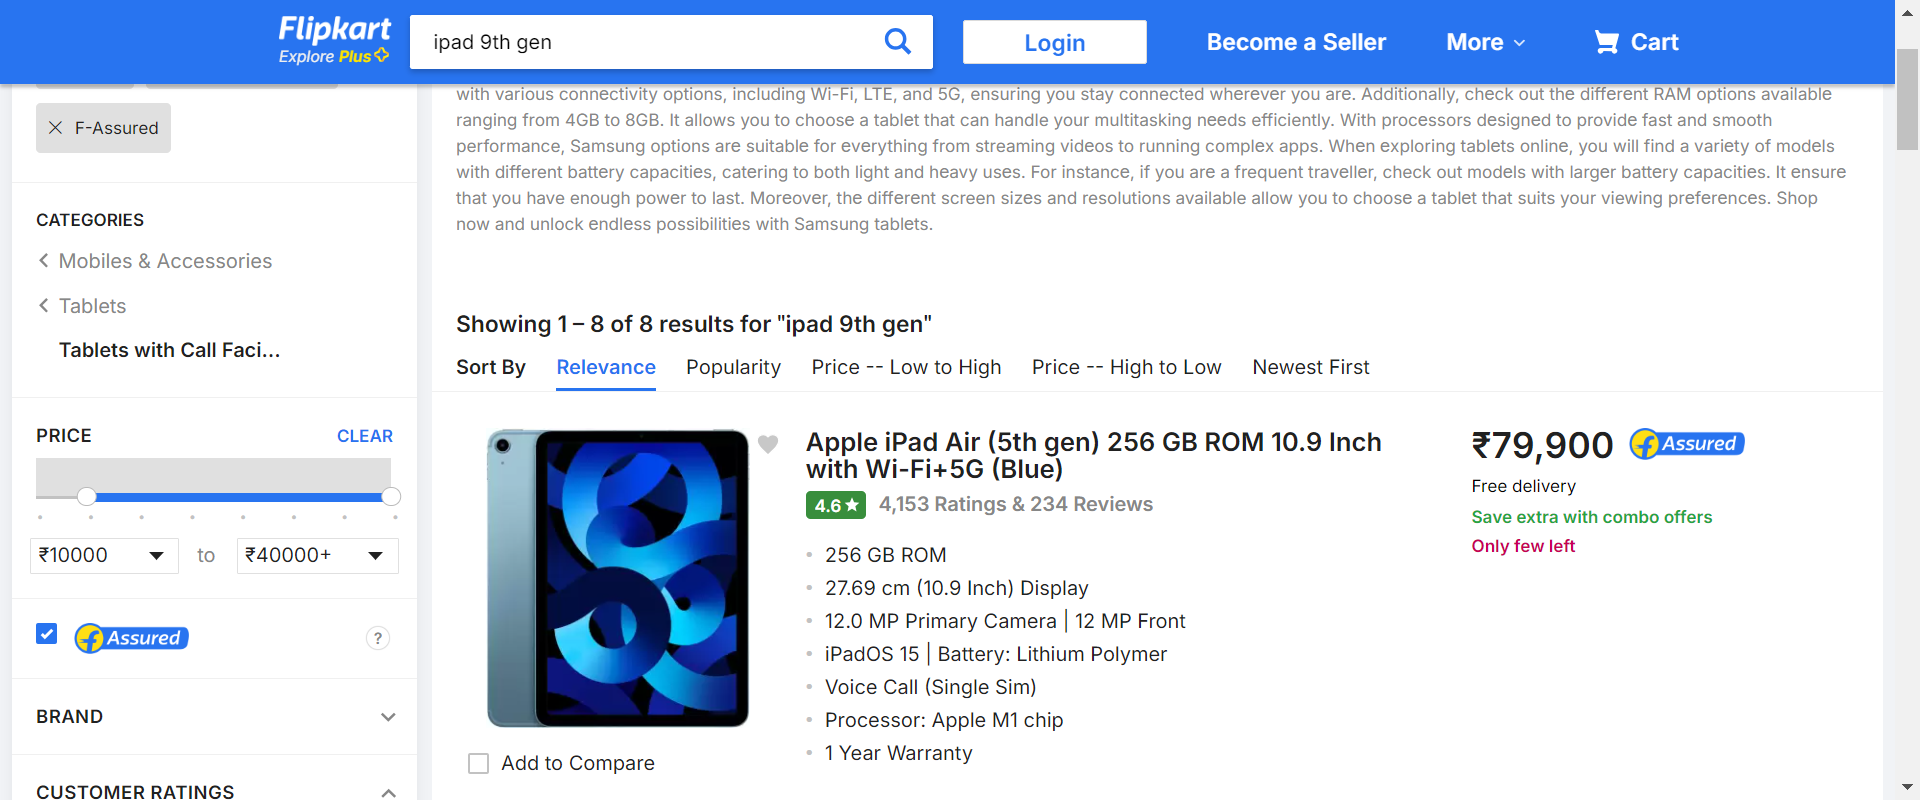 Flipkart
Explore Plus
ipad 9th gen
Login
Become a Seller
More
Cart
F-Assured
CATEGORIES
Mobiles & Accessories
Tablets
Tablets with Call Faci...
PRICE
CLEAR
₹10000
to
₹40000+
f Assured
?
BRAND
CUSTOMER RATINGS
with various connectivity options, including Wi-Fi, LTE, and 5G, ensuring you stay connected wherever you are. Additionally, check out the different RAM options available
ranging from 4GB to 8GB. It allows you to choose a tablet that can handle your multitasking needs efficiently. With processors designed to provide fast and smooth
performance, Samsung options are suitable for everything from streaming videos to running complex apps. When exploring tablets online, you will find a variety of models
with different battery capacities, catering to both light and heavy uses. For instance, if you are a frequent traveller, check out models with larger battery capacities. It ensure
that you have enough power to last. Moreover, the different screen sizes and resolutions available allow you to choose a tablet that suits your viewing preferences. Shop
now and unlock endless possibilities with Samsung tablets.
Showing 1 – 8 of 8 results for "ipad 9th gen"
Sort By Relevance Popularity Price -- Low to High Price -- High to Low Newest First
Apple iPad Air (5th gen) 256 GB ROM 10.9 Inch
with Wi-Fi+5G (Blue)
4.6★ 4,153 Ratings & 234 Reviews
• 256 GB ROM
• 27.69 cm (10.9 Inch) Display
• 12.0 MP Primary Camera | 12 MP Front
• iPadOS 15 | Battery: Lithium Polymer
• Voice Call (Single Sim)
• Processor: Apple M1 chip
• 1 Year Warranty
Add to Compare
₹79,900
f Assured
Free delivery
Save extra with combo offers
Only few left